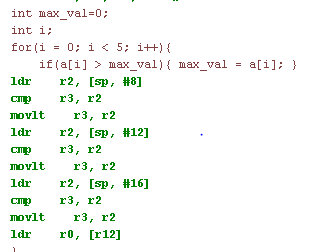 int max_val=0;
int i;
for(i = 0; i < 5; i++){
if(a[i] > max_val){ max_val = a[i]; }
ldr r2, [sp, #8]
cmp r3, r2
movlt r3, r2
ldr r2, [sp, #12]
cmp r3, r2
movlt r3, r2
ldr r2, [sp, #16]
cmp r3, r2
movlt r3, r2
ldr r0, [r12]